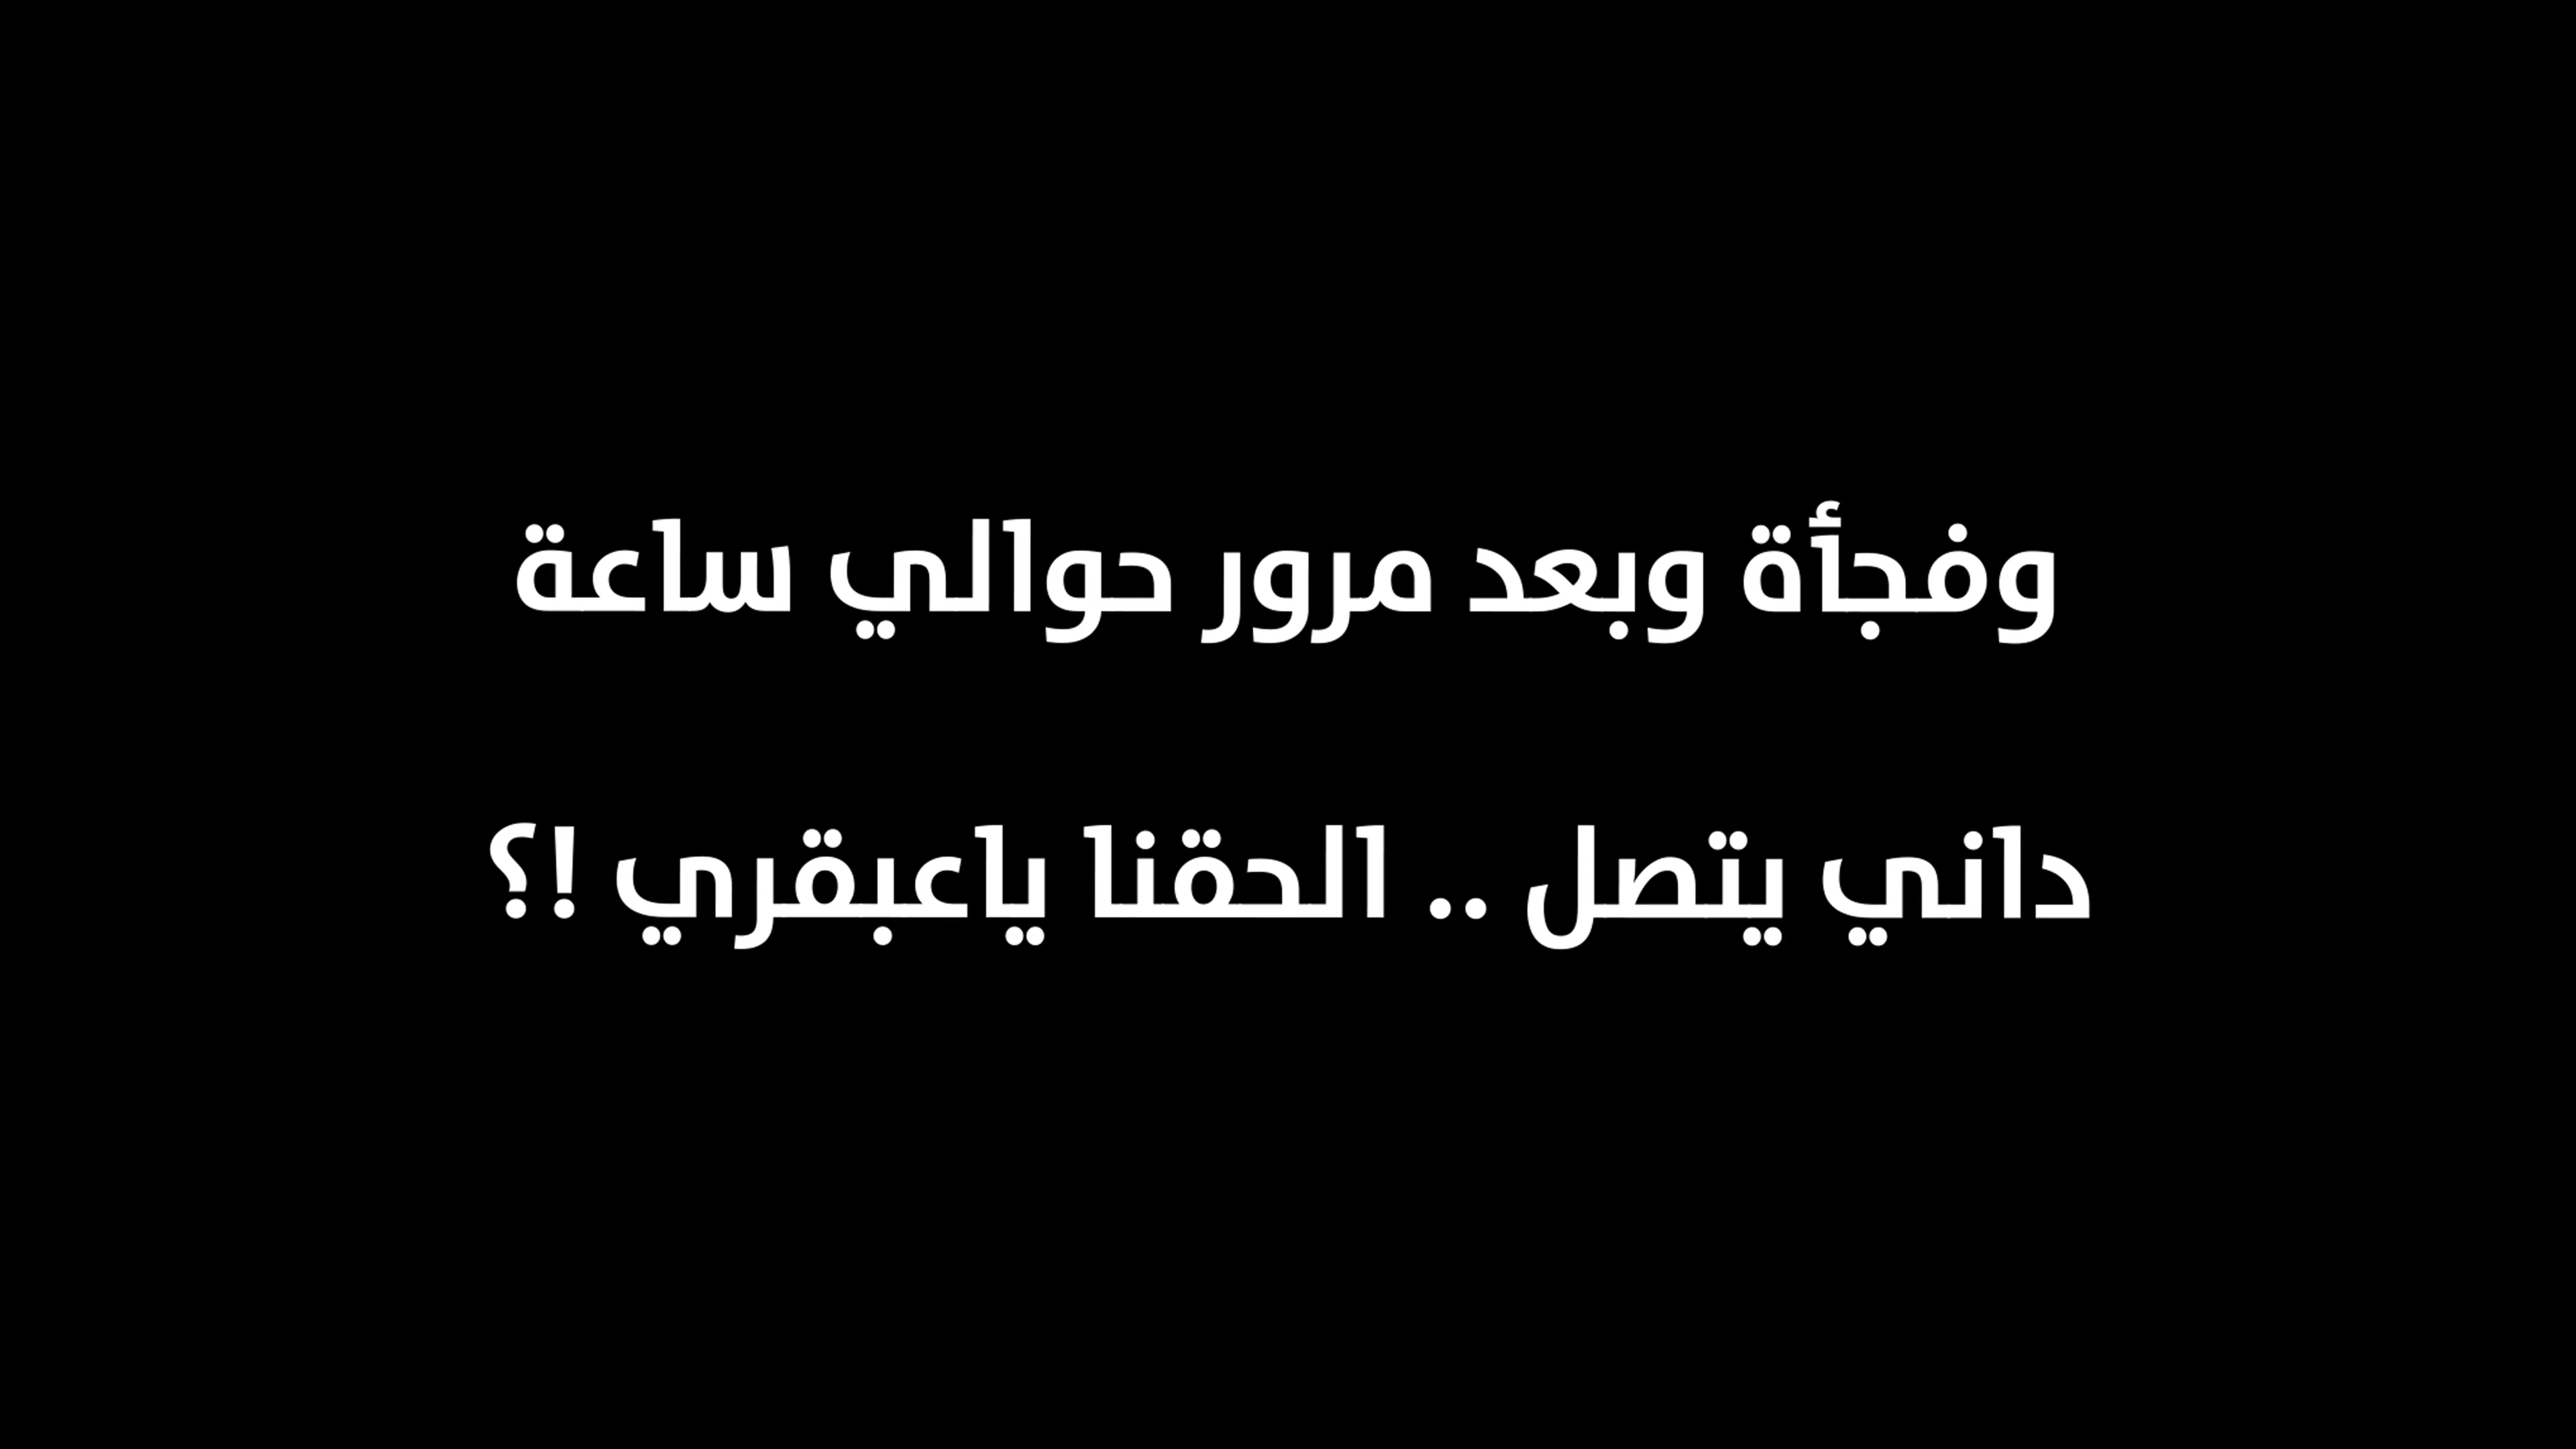 وفجأة وبعد مرور حوالي ساعة
داني يتصل .. الحقنا ياعبقري !؟